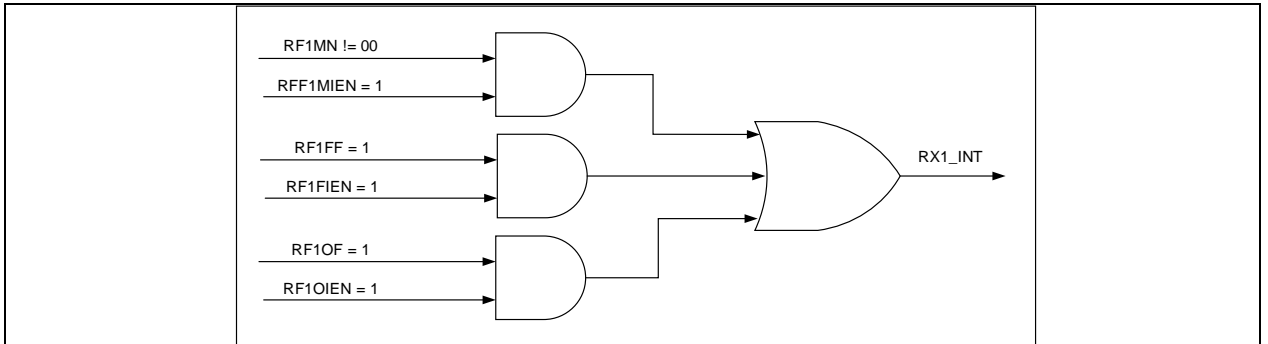 RF1MN != 00
RFF1MIEN = 1
RF1FF = 1
RF1FIEN = 1
RX1_INT
RF1OF = 1
RF1OIEN = 1